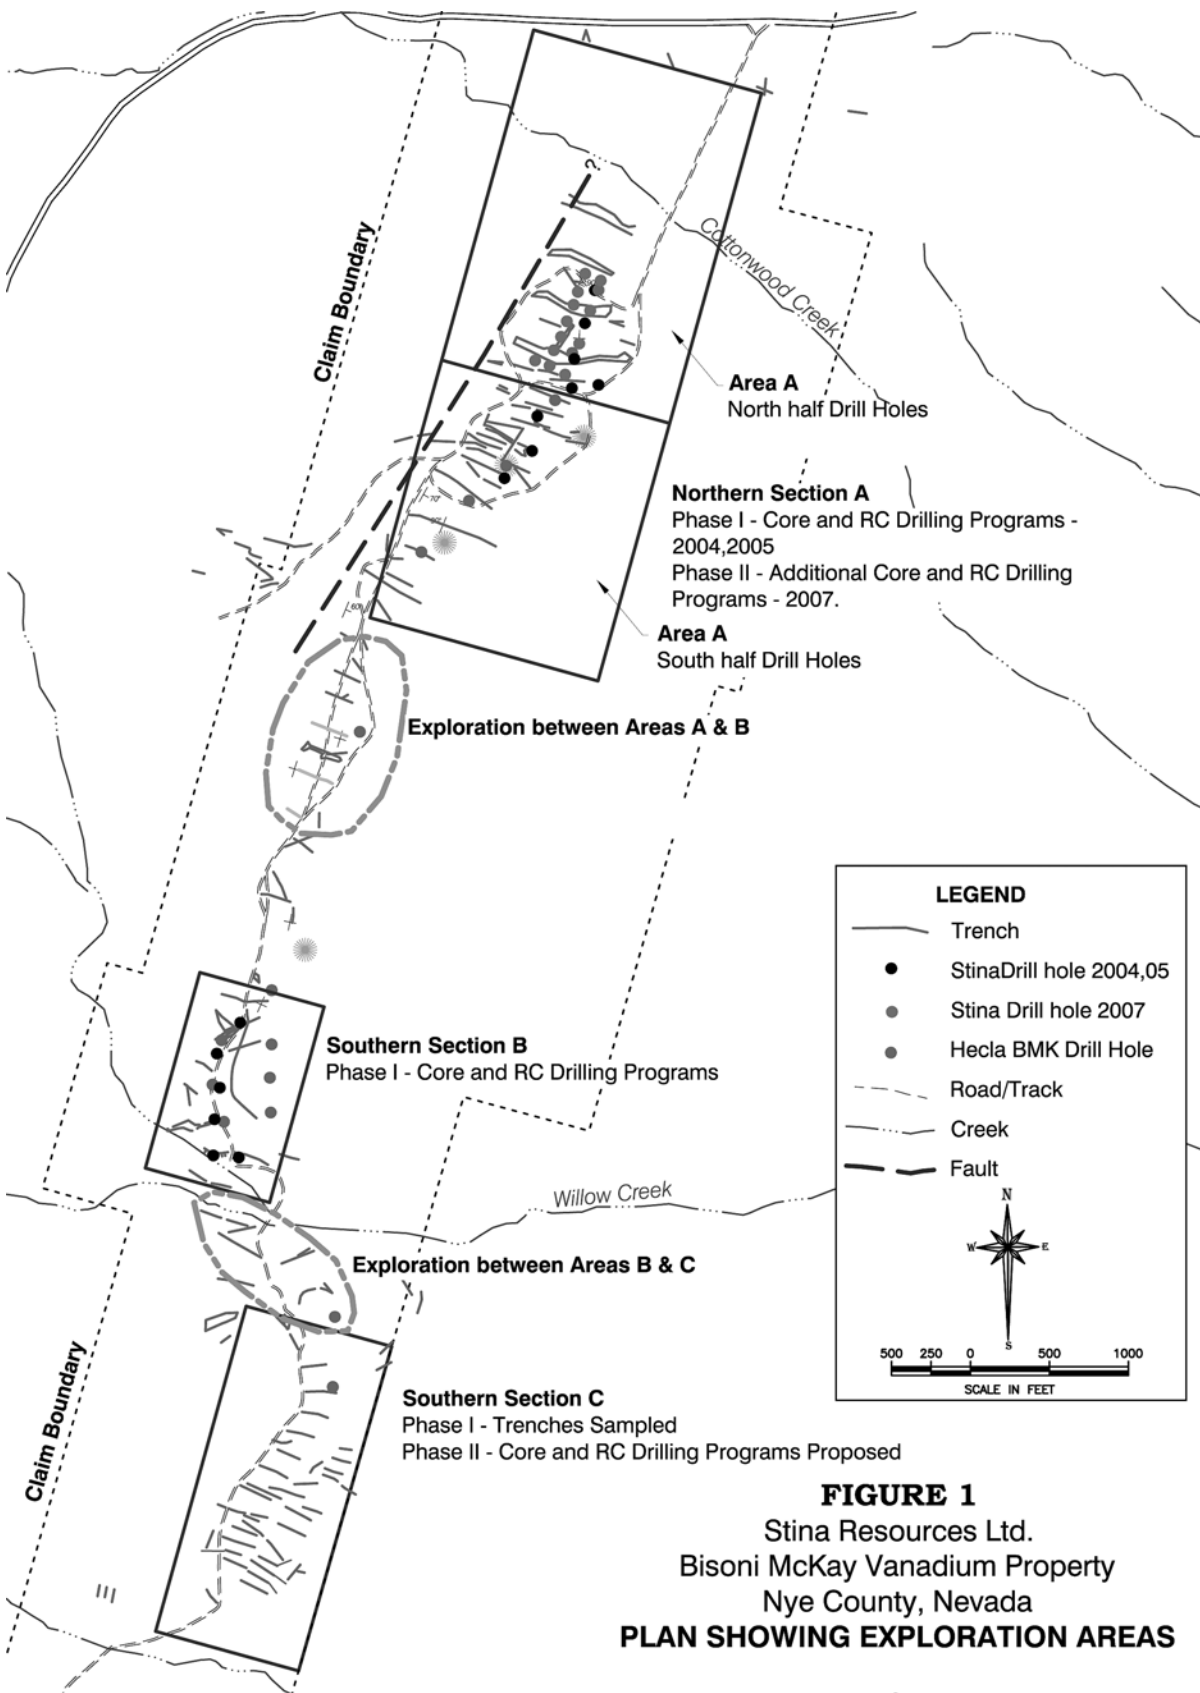 ?
Cottonwood Creek
Claim Boundary
Area A
North half Drill Holes
Northern Section A
Phase I - Core and RC Drilling Programs -
2004,2005
Phase II - Additional Core and RC Drilling
Programs - 2007.
Area A
South half Drill Holes
60
Exploration between Areas A & B
LEGEND
Trench
StinaDrill hole 2004,05
Stina Drill hole 2007
Hecla BMK Drill Hole
Road/Track
Creek
Fault
N
W
E
S
500 250 0 500 1000
SCALE IN FEET
Southern Section B
Phase I - Core and RC Drilling Programs
Willow Creek
Exploration between Areas B & C
Claim Boundary
Southern Section C
Phase I - Trenches Sampled
Phase II - Core and RC Drilling Programs Proposed
FIGURE 1
Stina Resources Ltd.
Bisoni McKay Vanadium Property
Nye County, Nevada
PLAN SHOWING EXPLORATION AREAS